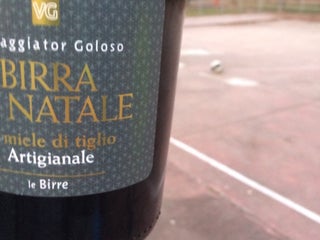 VG
aggiator Goloso
BIRRA
NATALE
miele di tiglio
Artigianale
le Birre